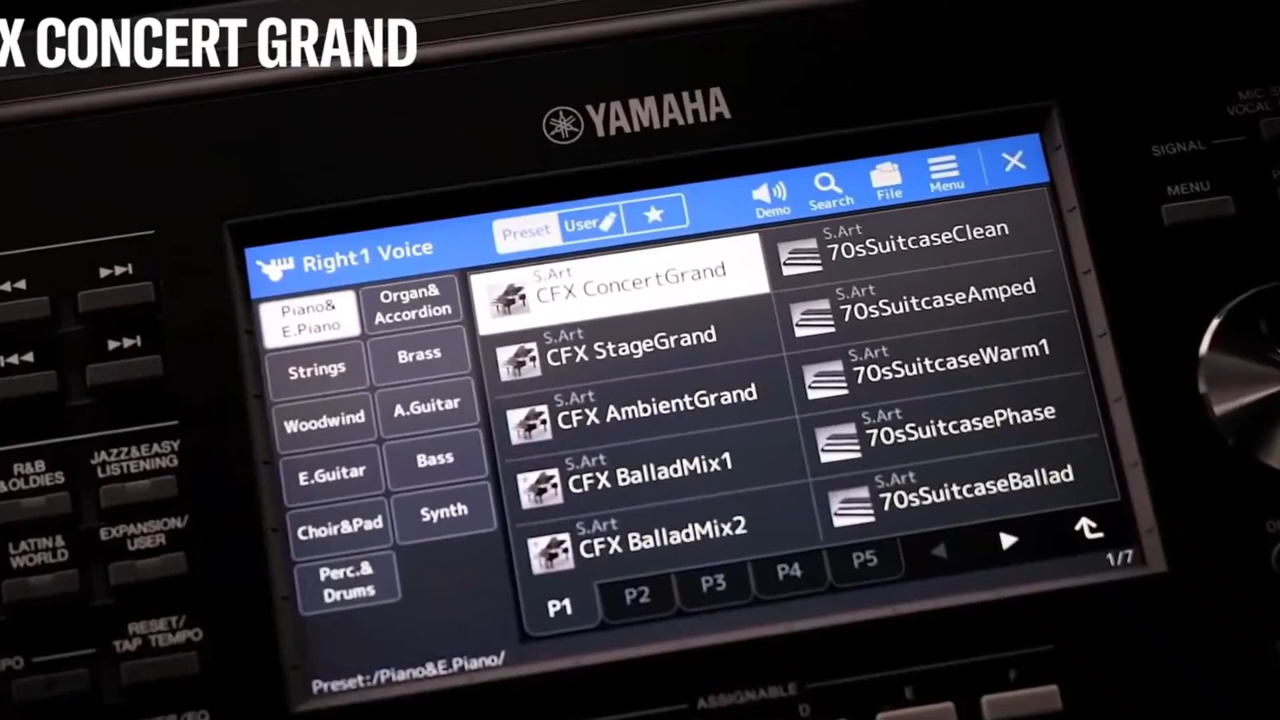 X CONCERT GRAND
YAMAHA
SIGNAL
MENU
Right1 Voice
Preset
User
Demo
Search
File
Menu
Piano&
E.Piano
Organ&
Accordion
Strings
Brass
Woodwind
A.Guitar
E.Guitar
Bass
Choir&Pad
Synth
Perc.&
Drums
S.Art
CFX ConcertGrand
S.Art
CFX StageGrand
S.Art
CFX AmbientGrand
S.Art
CFX BalladMix1
S.Art
CFX BalladMix2
S.Art
70sSuitcaseClean
S.Art
70sSuitcaseAmped
S.Art
70sSuitcaseWarm1
S.Art
70sSuitcasePhase
S.Art
70sSuitcaseBallad
P1
P2
P3
P4
P5
1/7
Preset:/Piano&E.Piano/
R&B
&OLDIES
JAZZ&EASY
LISTENING
LATIN&
WORLD
EXPANSION/
USER
RESET/
TAP TEMPO
ASSIGNABLE
D
E
F